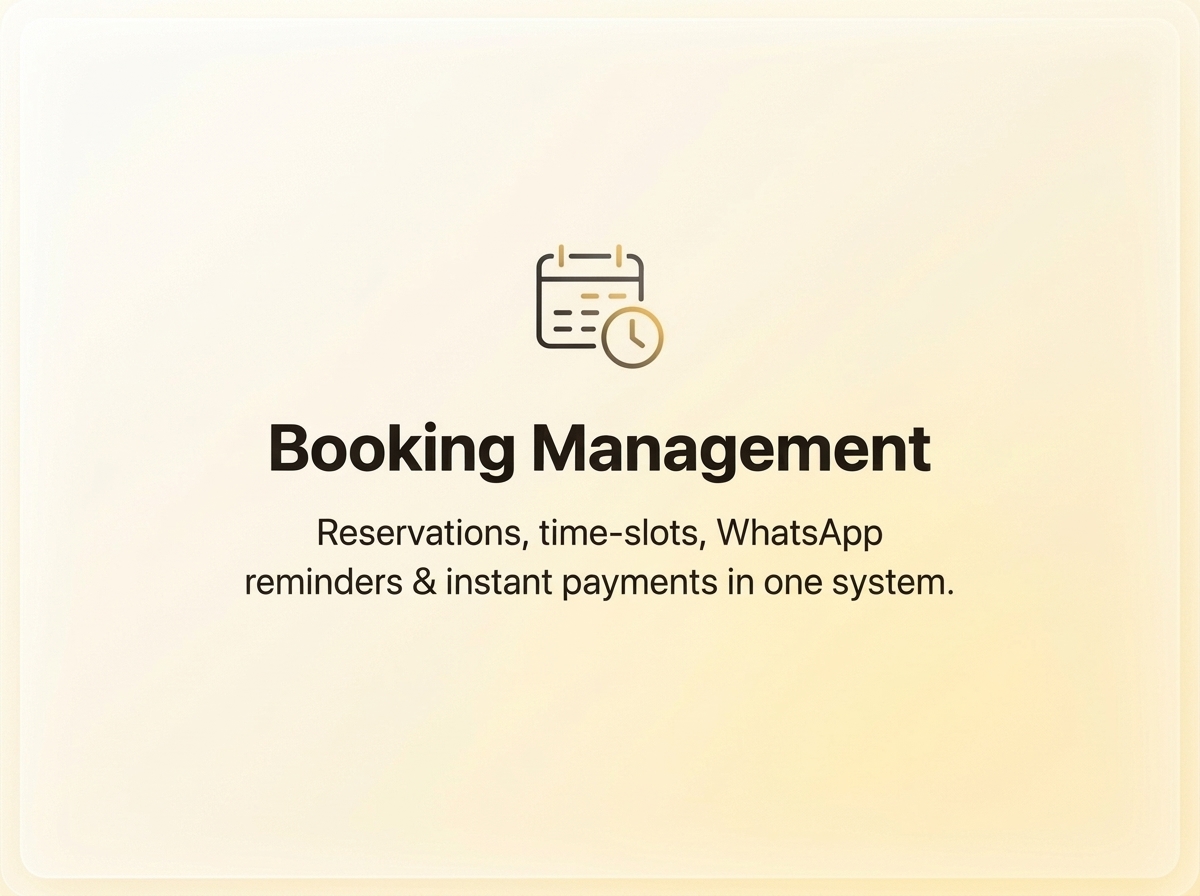 Booking Management
Reservations, time-slots, WhatsApp
reminders & instant payments in one system.